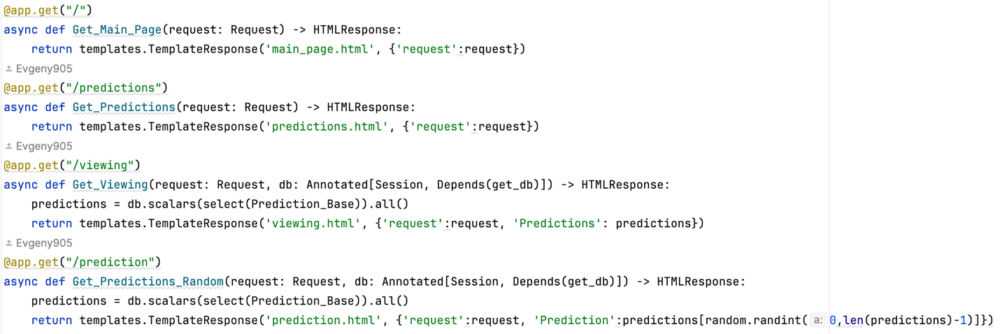 @app.get("/")
async def Get_Main_Page(request: Request) -> HTMLResponse:
    return templates.TemplateResponse('main_page.html', {'request':request})
Evgeny905
@app.get("/predictions")
async def Get_Predictions(request: Request) -> HTMLResponse:
    return templates.TemplateResponse('predictions.html', {'request':request})
Evgeny905
@app.get("/viewing")
async def Get_Viewing(request: Request, db: Annotated[Session, Depends(get_db)]) -> HTMLResponse:
    predictions = db.scalars(select(Prediction_Base)).all()
    return templates.TemplateResponse('viewing.html', {'request':request, 'Predictions': predictions})
Evgeny905
@app.get("/prediction")
async def Get_Predictions_Random(request: Request, db: Annotated[Session, Depends(get_db)]) -> HTMLResponse:
    predictions = db.scalars(select(Prediction_Base)).all()
    return templates.TemplateResponse('prediction.html', {'request':request, 'Prediction':predictions[random.randint( a: 0,len(predictions)-1)]})